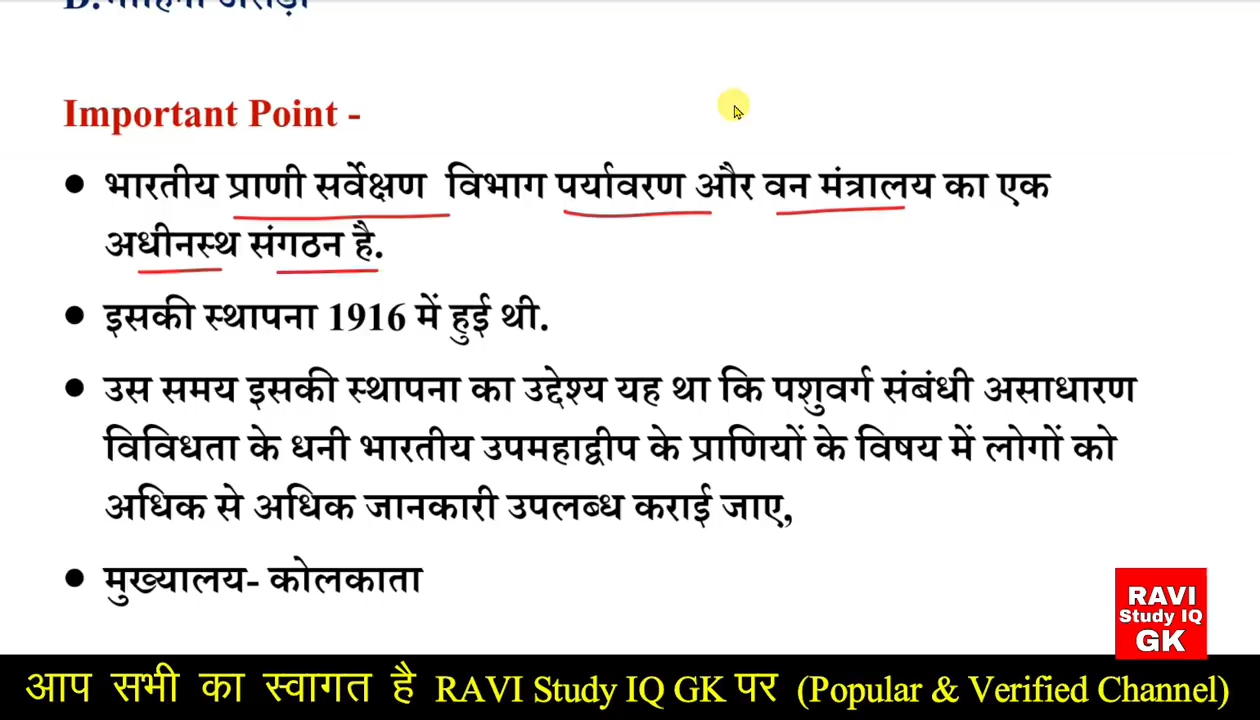 Important Point -
• भारतीय प्राणी सर्वेक्षण विभाग पर्यावरण और वन मंत्रालय का एक
अधीनस्थ संगठन है.
• इसकी स्थापना 1916 में हुई थी.
• उस समय इसकी स्थापना का उद्देश्य यह था कि पशुवर्ग संबंधी असाधारण
विविधता के धनी भारतीय उपमहाद्वीप के प्राणियों के विषय में लोगों को
अधिक से अधिक जानकारी उपलब्ध कराई जाए,
• मुख्यालय- कोलकाता
RAVI
Study IQ
GK
आप सभी का स्वागत है RAVI Study IQ GK पर (Popular & Verified Channel)